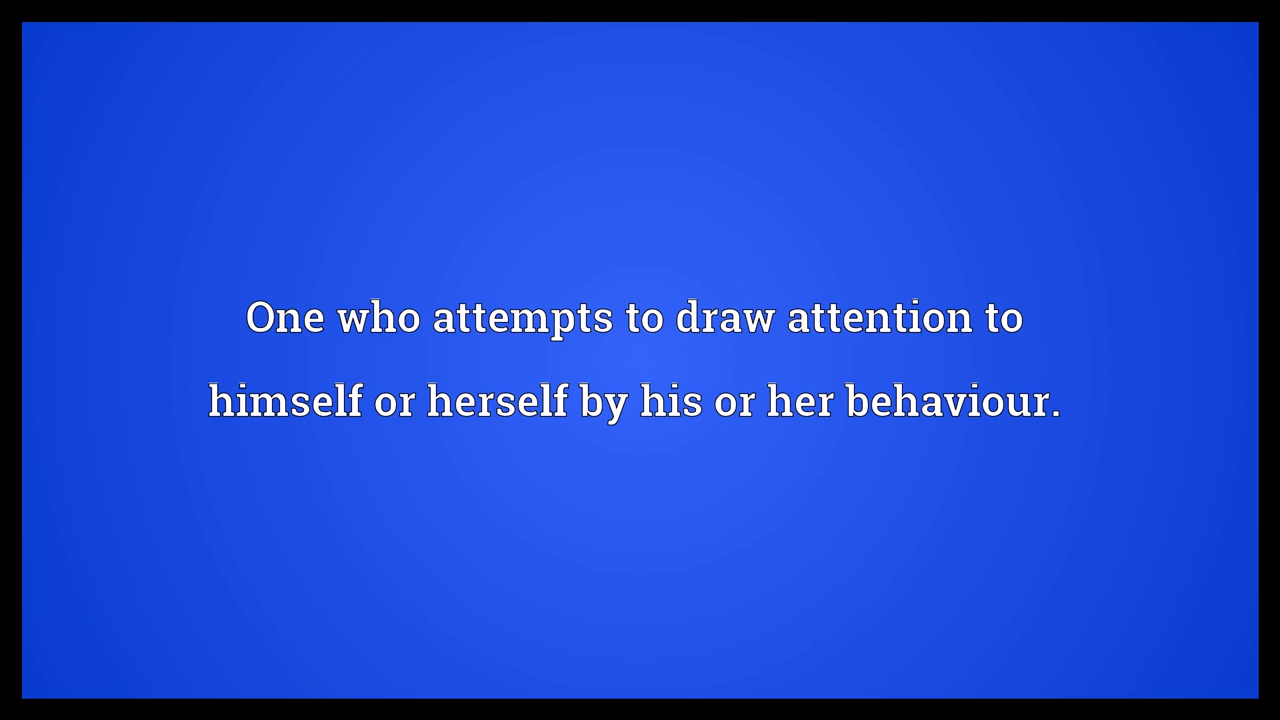 One who attempts to draw attention to
himself or herself by his or her behaviour.